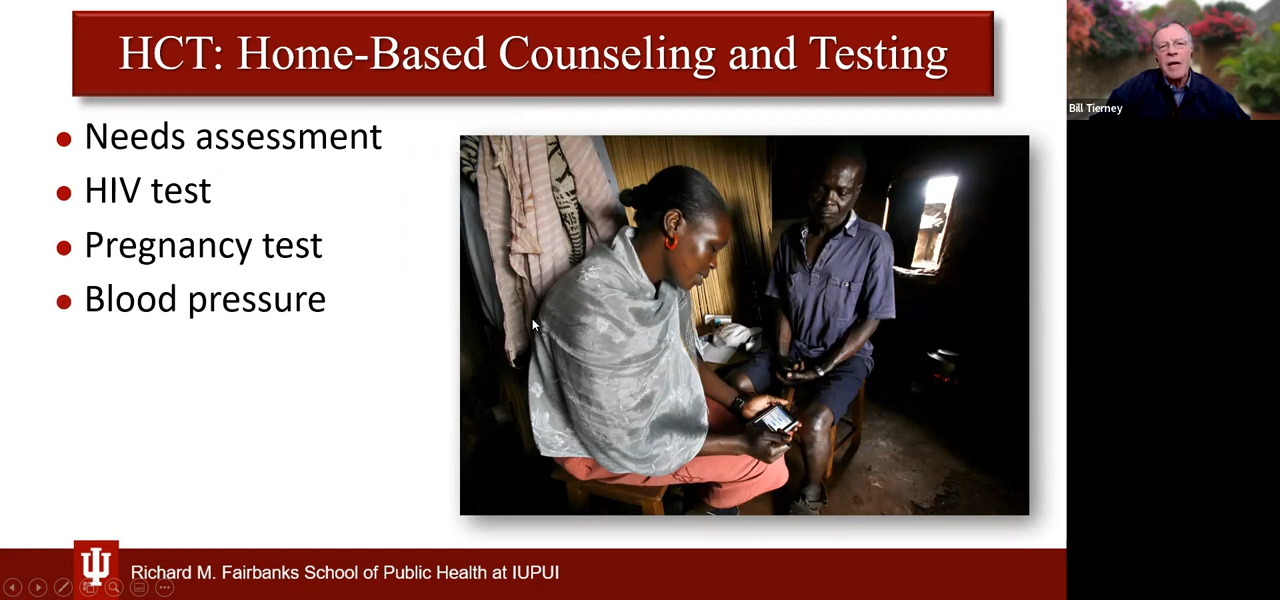 HCT: Home-Based Counseling and Testing
Needs assessment
HIV test
Pregnancy test
Blood pressure
Bill Tierney
Richard M. Fairbanks School of Public Health at IUPUI